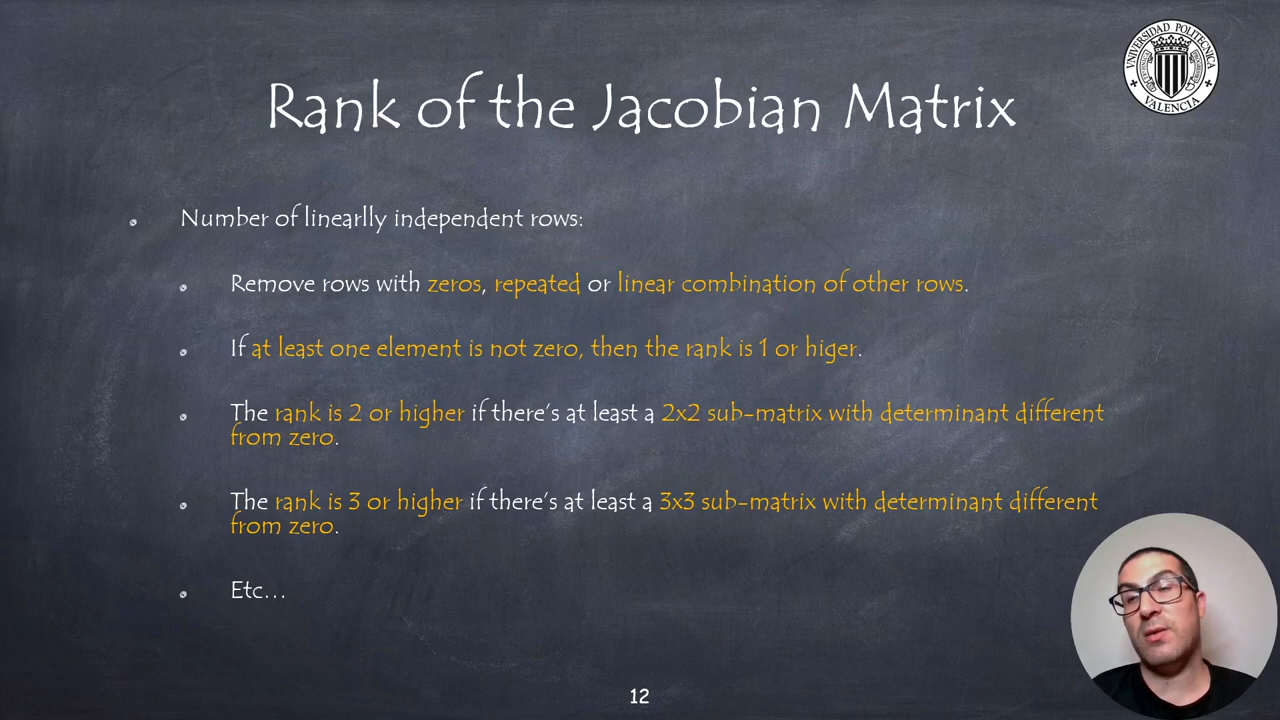 UNIVERSIDAD POLITECNICA
VALENCIA
Rank of the Jacobian Matrix
Number of linearlly independent rows:
Remove rows with zeros, repeated or linear combination of other rows.
If at least one element is not zero, then the rank is 1 or higer.
The rank is 2 or higher if there's at least a 2x2 sub-matrix with determinant different
from zero.
The rank is 3 or higher if there's at least a 3x3 sub-matrix with determinant different
from zero.
Etc...
12